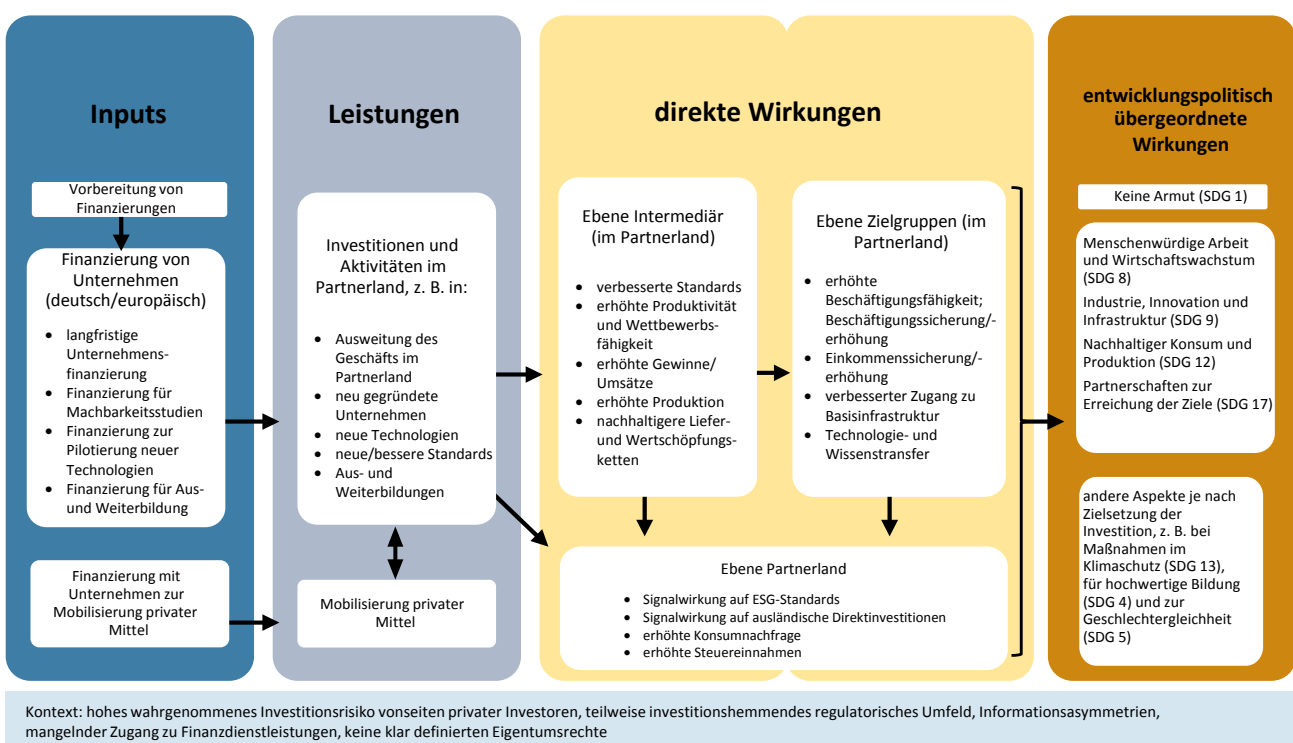 Inputs
Vorbereitung von
Finanzierungen
Finanzierung von
Unternehmen
(deutsch/europäisch)
• langfristige
Unternehmens-
finanzierung
• Finanzierung für
Machbarkeitsstudien
• Finanzierung zur
Pilotierung neuer
Technologien
• Finanzierung für Aus-
und Weiterbildung
Finanzierung mit
Unternehmen zur
Mobilisierung privater
Mittel
Leistungen
Investitionen und
Aktivitäten im
Partnerland, z. B. in:
• Ausweitung des
Geschäfts im
Partnerland
• neu gegründete
Unternehmen
• neue Technologien
• neue/bessere Standards
• Aus- und
Weiterbildungen
Mobilisierung privater
Mittel
direkte Wirkungen
Ebene Intermediär
(im Partnerland)
• verbesserte Standards
• erhöhte Produktivität
und Wettbewerbs-
fähigkeit
• erhöhte Gewinne/
Umsätze
• erhöhte Produktion
• nachhaltigere Liefer-
und Wertschöpfungs-
ketten
Ebene Zielgruppen (im
Partnerland)
• erhöhte
Beschäftigungsfähigkeit;
Beschäftigungssicherung/-
erhöhung
• Einkommenssicherung/-
erhöhung
• verbesserter Zugang zu
Basisinfrastruktur
• Technologie- und
Wissenstransfer
Ebene Partnerland
• Signalwirkung auf ESG-Standards
• Signalwirkung auf ausländische Direktinvestitionen
• erhöhte Konsumnachfrage
• erhöhte Steuereinnahmen
entwicklungspolitisch
übergeordnete
Wirkungen
Keine Armut (SDG 1)
Menschenwürdige Arbeit
und Wirtschaftswachstum
(SDG 8)
Industrie, Innovation und
Infrastruktur (SDG 9)
Nachhaltiger Konsum und
Produktion (SDG 12)
Partnerschaften zur
Erreichung der Ziele (SDG 17)
andere Aspekte je nach
Zielsetzung der
Investition, z. B. bei
Maßnahmen im
Klimaschutz (SDG 13),
für hochwertige Bildung
(SDG 4) und zur
Geschlechtergleichheit
(SDG 5)
Kontext: hohes wahrgenommenes Investitionsrisiko vonseiten privater Investoren, teilweise investitionshemmendes regulatorisches Umfeld, Informationsasymmetrien,
mangelnder Zugang zu Finanzdienstleistungen, keine klar definierten Eigentumsrechte